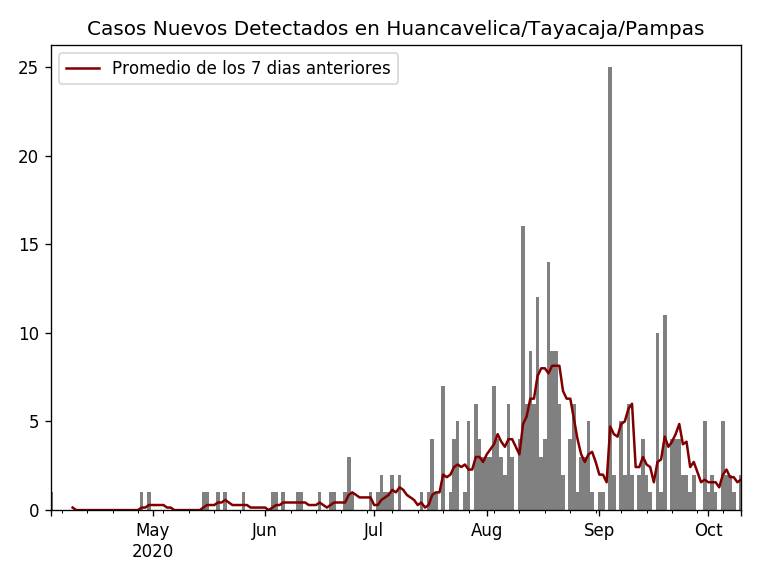 Casos Nuevos Detectados en Huancavelica/Tayacaja/Pampas
Promedio de los 7 dias anteriores
25
20
15
10
5
0
May Jun Jul Aug Sep Oct
2020